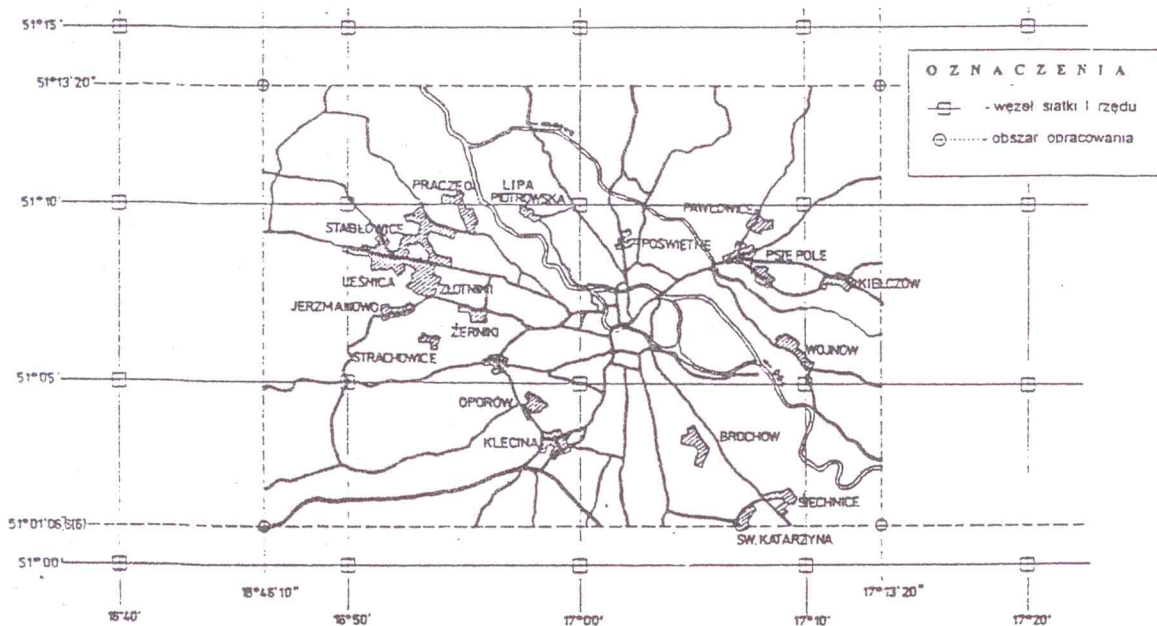 51°15'
51°13'20"
O Z N A C Z E N I A
- węzeł siatki I rzędu
- obszar opracowania
PRACZE O.
LIPA
PIOTROWSKA
51°10'
PAWŁOWICE
STABŁOWICE
POŚWIĘTNE
PSIE POLE
LEŚNICA
ZŁOTNIKI
KIEŁCZÓW
JERZMANOWO
ŻERNIKI
WOJNÓW
STRACHOWICE
51°05'
OPORÓW
KLECINA
BROCHÓW
SIECHNICE
51°01'06"
ŚW. KATARZYNA
51°00'
16°46'10"
17°13'20"
16°40'
16°50'
17°00'
17°10'
17°20'